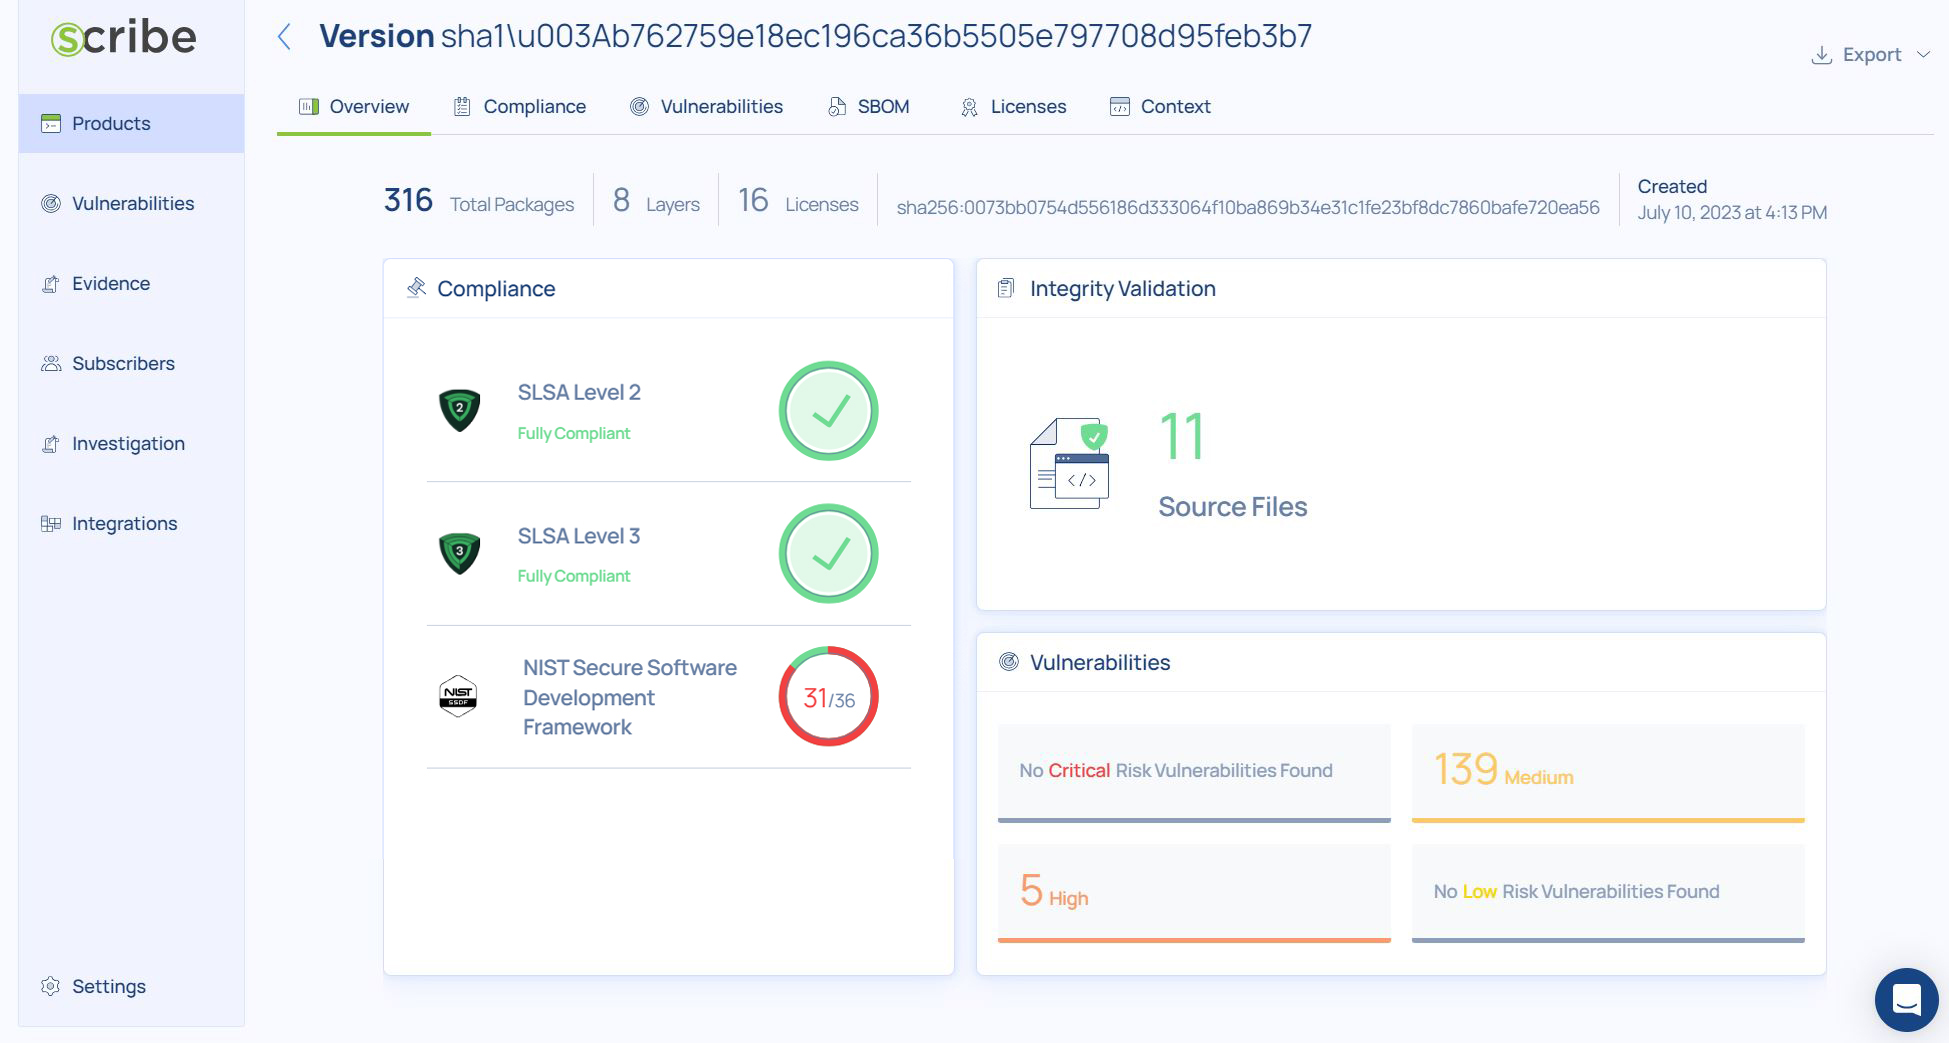 scribe
Version sha1\u003Ab762759e18ec196ca36b5505e797708d95feb3b7
Export
Products
Vulnerabilities
Evidence
Subscribers
Investigation
Integrations
Settings
Overview
Compliance
Vulnerabilities
SBOM
Licenses
Context
316 Total Packages
8 Layers
16 Licenses
sha256:0073bb0754d556186d333064f10ba869b34e31c1fe23bf8dc7860bafe720ea56
Created
July 10, 2023 at 4:13 PM
Compliance
2
SLSA Level 2
Fully Compliant
3
SLSA Level 3
Fully Compliant
NIST
SSDF
NIST Secure Software
Development
Framework
31/36
Integrity Validation
11
Source Files
Vulnerabilities
No Critical Risk Vulnerabilities Found
139 Medium
5 High
No Low Risk Vulnerabilities Found